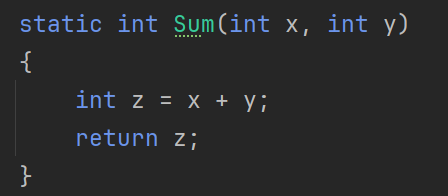 static int Sum(int x, int y)
{
    int z = x + y;
    return z;
}